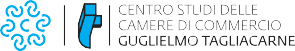 CENTRO STUDI DELLE
CAMERE DI COMMERCIO
GUGLIELMO TAGLIACARNE